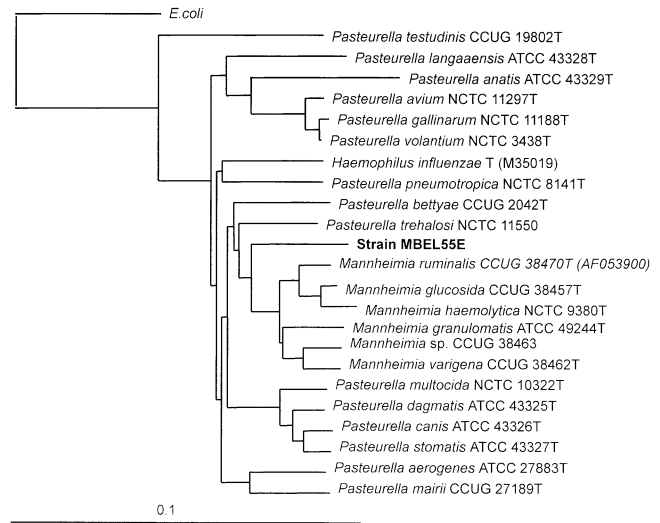 E.coli
Pasteurella testudinis CCUG 19802T
Pasteurella langaaensis ATCC 43328T
Pasteurella anatis ATCC 43329T
Pasteurella avium NCTC 11297T
Pasteurella gallinarum NCTC 11188T
Pasteurella volantium NCTC 3438T
Haemophilus influenzae T (M35019)
Pasteurella pneumotropica NCTC 8141T
Pasteurella bettyae CCUG 2042T
Pasteurella trehalosi NCTC 11550
Strain MBEL55E
Mannheimia ruminalis CCUG 38470T (AF053900)
Mannheimia glucosida CCUG 38457T
Mannheimia haemolytica NCTC 9380T
Mannheimia granulomatis ATCC 49244T
Mannheimia sp. CCUG 38463
Mannheimia varigena CCUG 38462T
Pasteurella multocida NCTC 10322T
Pasteurella dagmatis ATCC 43325T
Pasteurella canis ATCC 43326T
Pasteurella stomatis ATCC 43327T
Pasteurella aerogenes ATCC 27883T
Pasteurella mairii CCUG 27189T
0.1